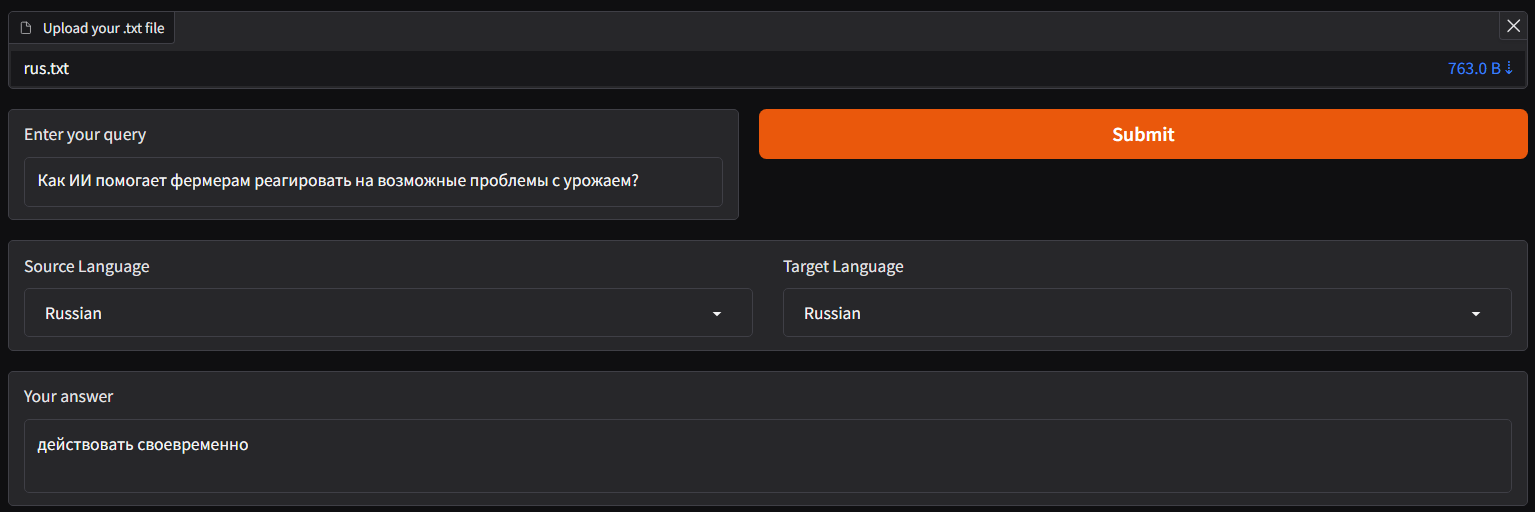 Upload your .txt file
rus.txt 763.0 B ⇣
Enter your query
Submit
Как ИИ помогает фермерам реагировать на возможные проблемы с урожаем?
Source Language
Target Language
Russian
Russian
Your answer
действовать своевременно